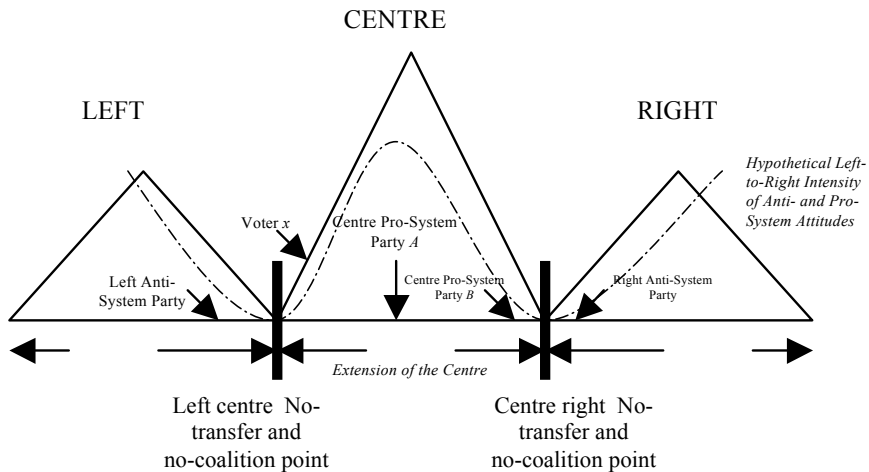 CENTRE
LEFT
RIGHT
Hypothetical Left-
to-Right Intensity
of Anti- and Pro-
System Attitudes
Voter x
Centre Pro-System
Party A
Left Anti-
System Party
Centre Pro-System
Party B
Right Anti-System
Party
Extension of the Centre
Left centre No-
transfer and
no-coalition point
Centre right No-
transfer and
no-coalition point